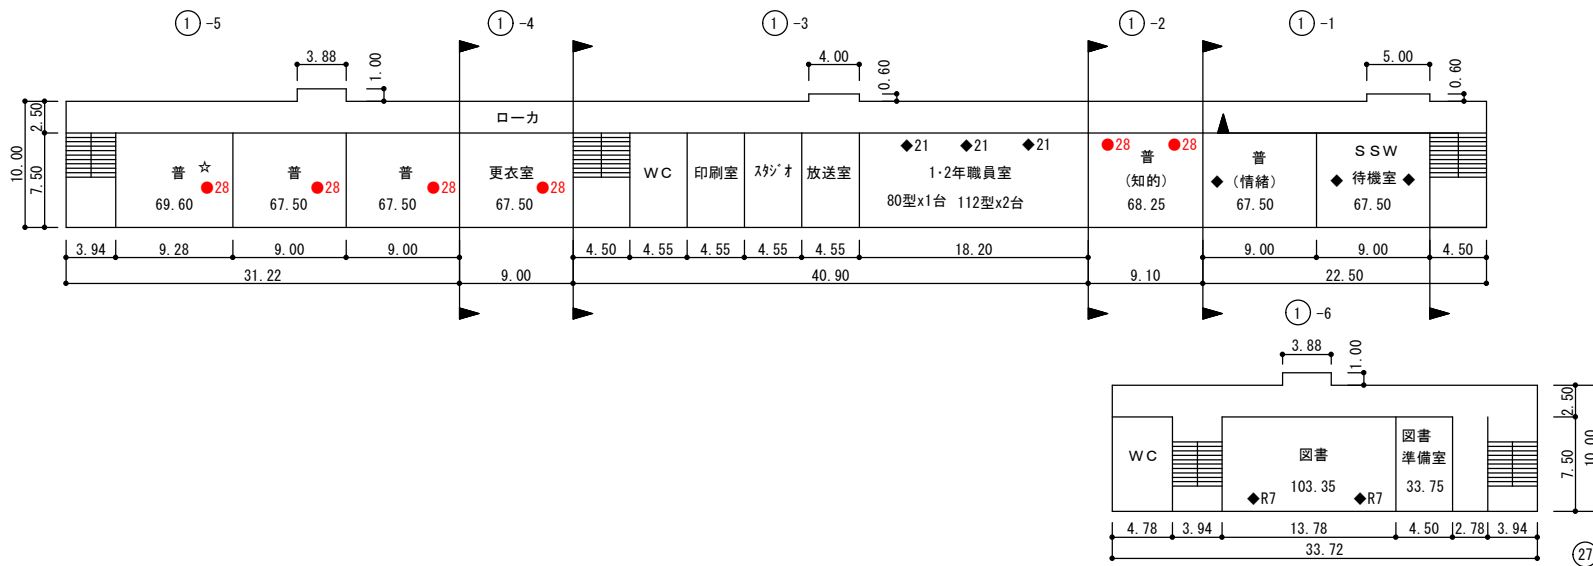 ① -5
① -4
① -3
① -2
① -1
3.88
1.00
4.00
0.60
5.00
0.60
10.00
2.50
7.50
ローカ
普 ☆
●28
69.60
普
●28
67.50
普
●28
67.50
更衣室
●28
67.50
WC
印刷室
スタジオ
放送室
◆21 ◆21 ◆21
1・2年職員室
80型x1台 112型x2台
●28 ●28
普
(知的)
68.25
普
◆ (情緒)
67.50
SSW
◆ 待機室 ◆
67.50
3.94 9.28 9.00 9.00 4.50 4.55 4.55 4.55 4.55 18.20 9.00 9.00 4.50
31.22 9.00 40.90 9.10 22.50
① -6
3.88
1.00
2.50
7.50
10.00
WC
図書
103.35
◆R7 ◆R7
図書
準備室
33.75
4.78 3.94 13.78 4.50 2.78 3.94
33.72
㉗